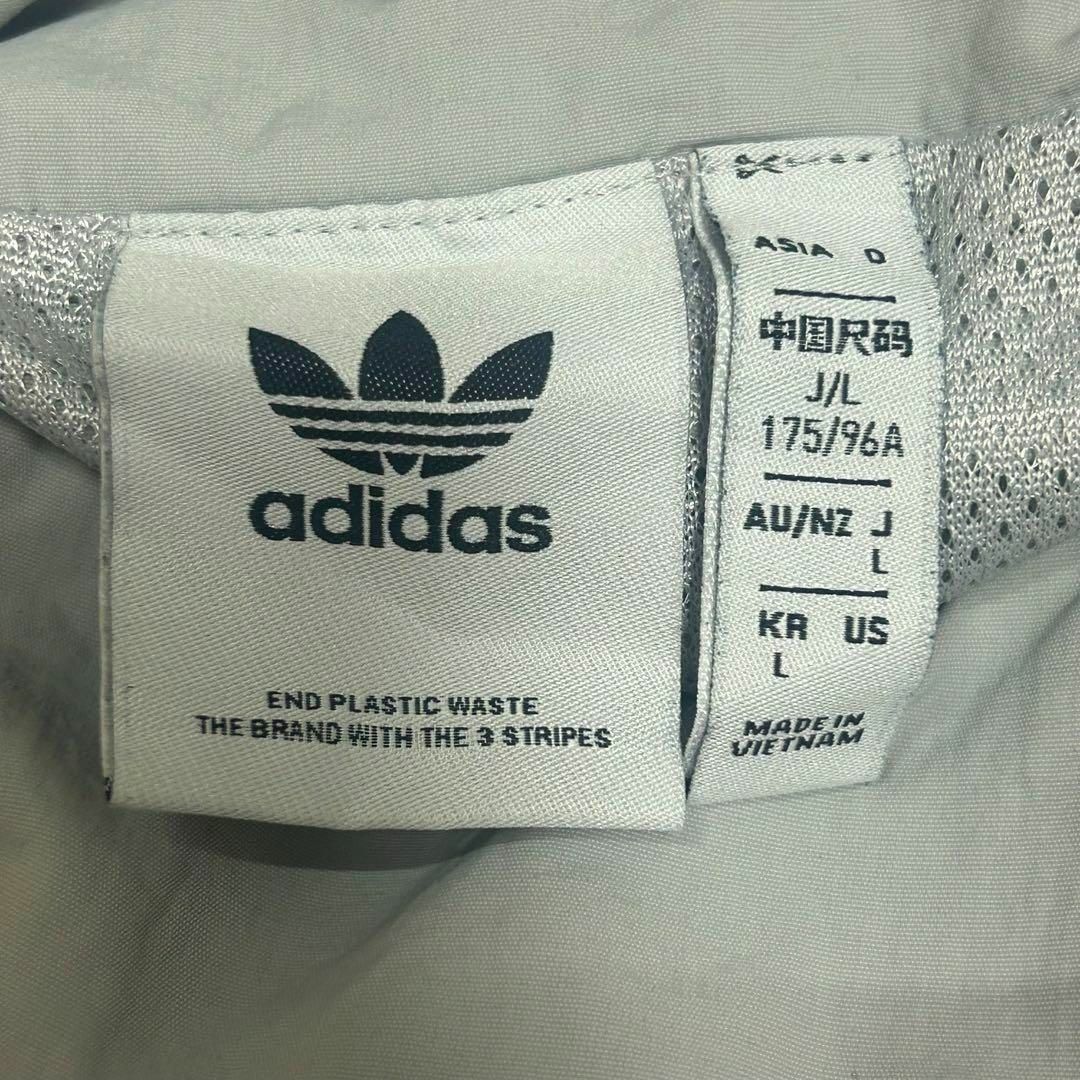 adidas
END PLASTIC WASTE
THE BRAND WITH THE 3 STRIPES
ASIA D
中国尺码
J/L
175/96A
AU/NZ J
L
KR US
L
MADE IN
VIETNAM